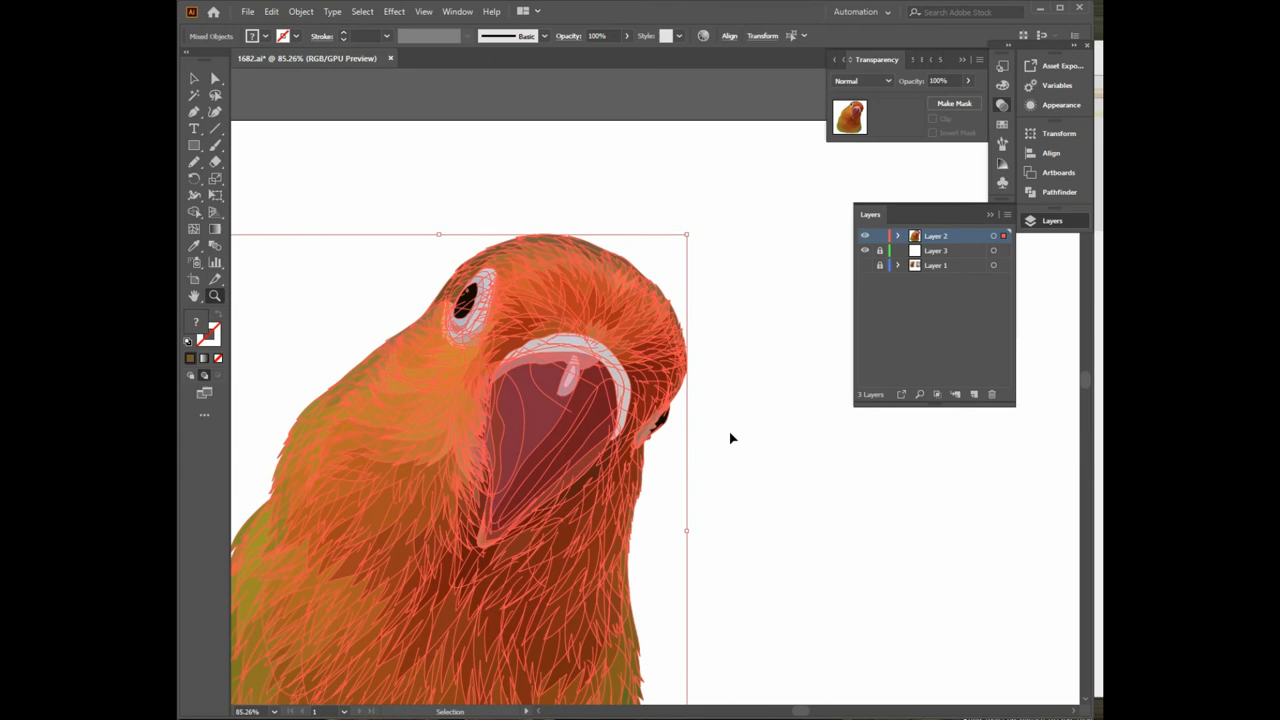 Ai File Edit Object Type Select Effect View Window Help Automation Search Adobe Stock
Mixed Objects ? Stroke: Basic Opacity: 100% Style: Align Transform
1682.ai* @ 85.26% (RGB/GPU Preview) ×
Transparency
Normal Opacity: 100%
Make Mask
Clip
Invert Mask
Asset Expo...
Variables
Appearance
Transform
Align
Artboards
Pathfinder
Layers
Layers
Layer 2
Layer 3
Layer 1
3 Layers
?
85.26% 1 Selection